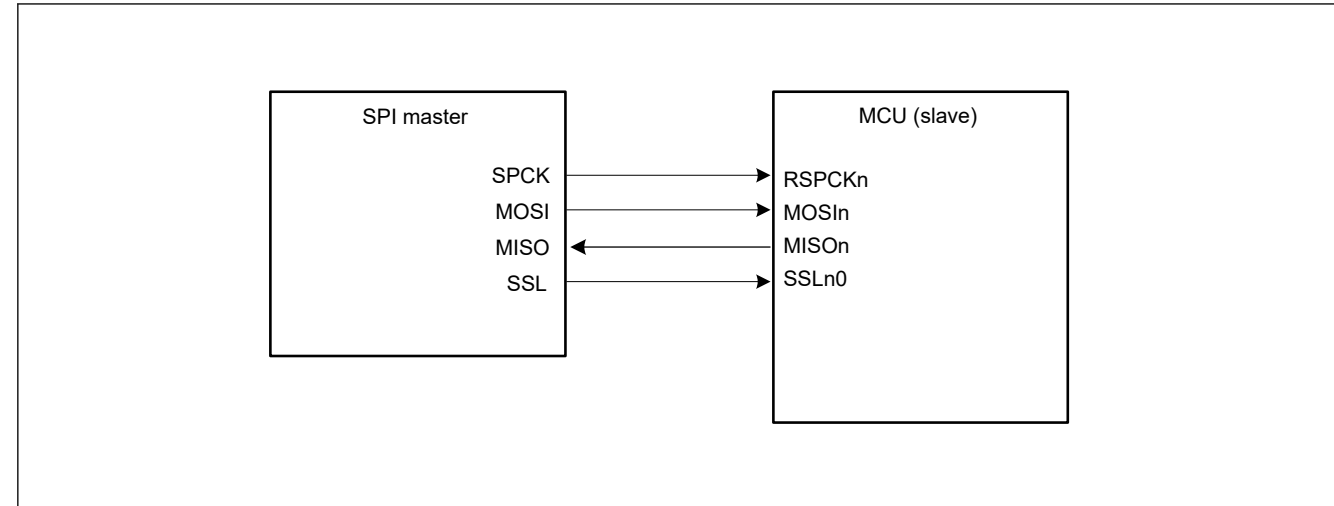 SPI master
SPCK
MOSI
MISO
SSL
MCU (slave)
RSPCKn
MOSIn
MISOn
SSLn0